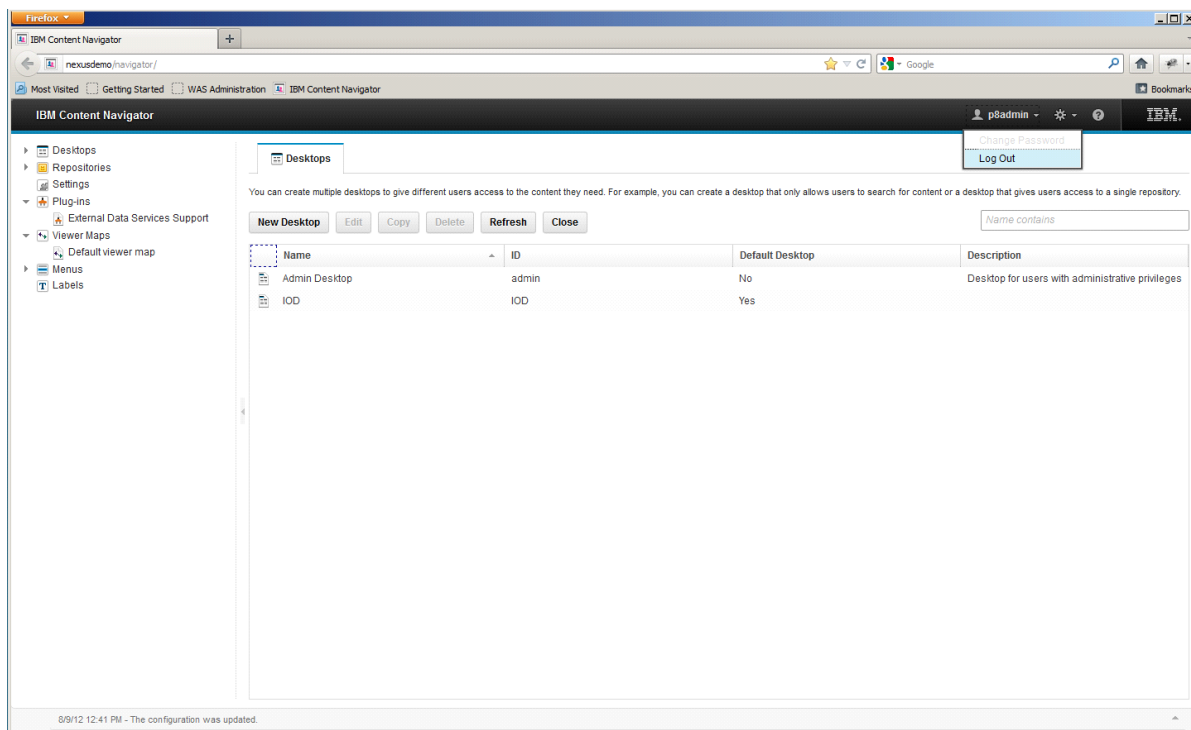 Firefox
IBM Content Navigator
nexusdemo/navigator/
Google
Most Visited Getting Started WAS Administration IBM Content Navigator
Bookmarks
IBM Content Navigator
p8admin
IBM.
Change Password
Log Out
Desktops
Repositories
Settings
Plug-ins
External Data Services Support
Viewer Maps
Default viewer map
Menus
Labels
Desktops
You can create multiple desktops to give different users access to the content they need. For example, you can create a desktop that only allows users to search for content or a desktop that gives users access to a single repository.
New Desktop Edit Copy Delete Refresh Close
Name contains
Name ID Default Desktop Description
Admin Desktop admin No Desktop for users with administrative privileges
IOD IOD Yes
8/9/12 12:41 PM - The configuration was updated.